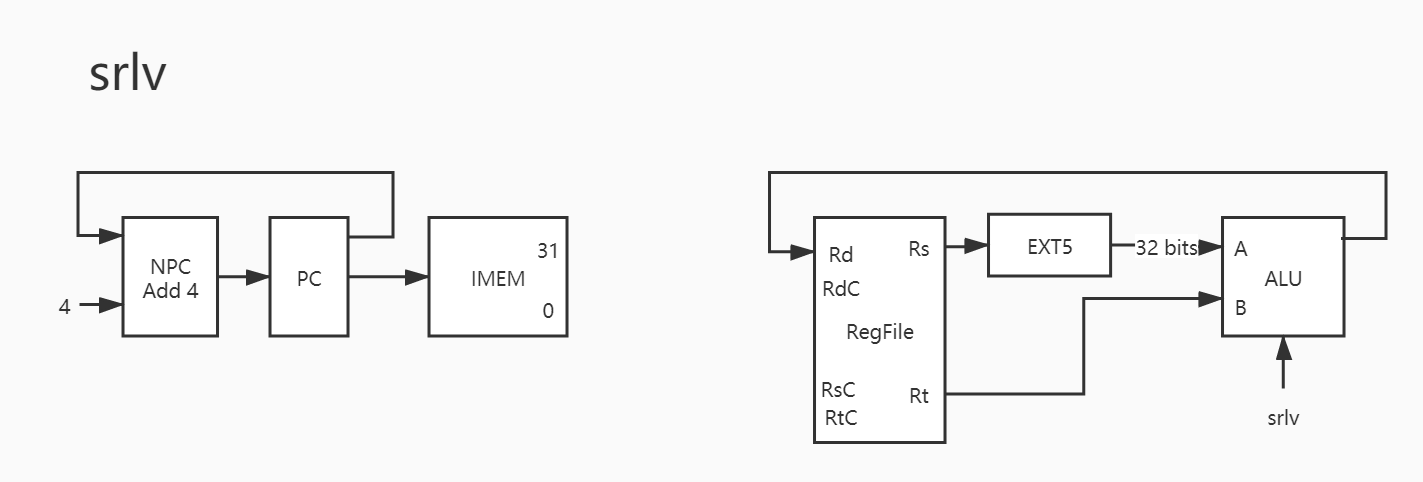 srlv
NPC
Add 4
4
PC
IMEM
31
0
Rd
RdC
RegFile
RsC
RtC
Rs
Rt
EXT5
32 bits
A
B
ALU
srlv